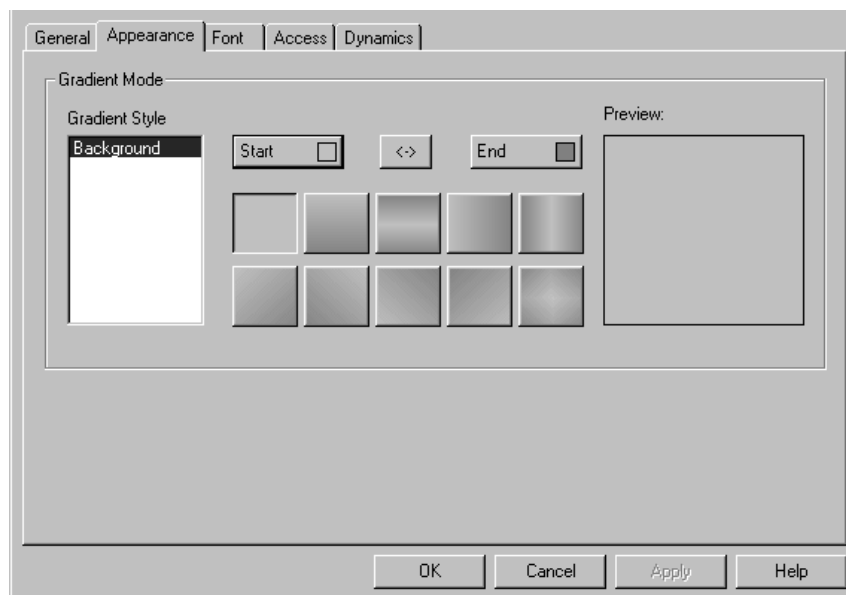 General Appearance Font Access Dynamics
Gradient Mode
Gradient Style
Preview:
Background
Start
<->
End
OK Cancel Apply Help